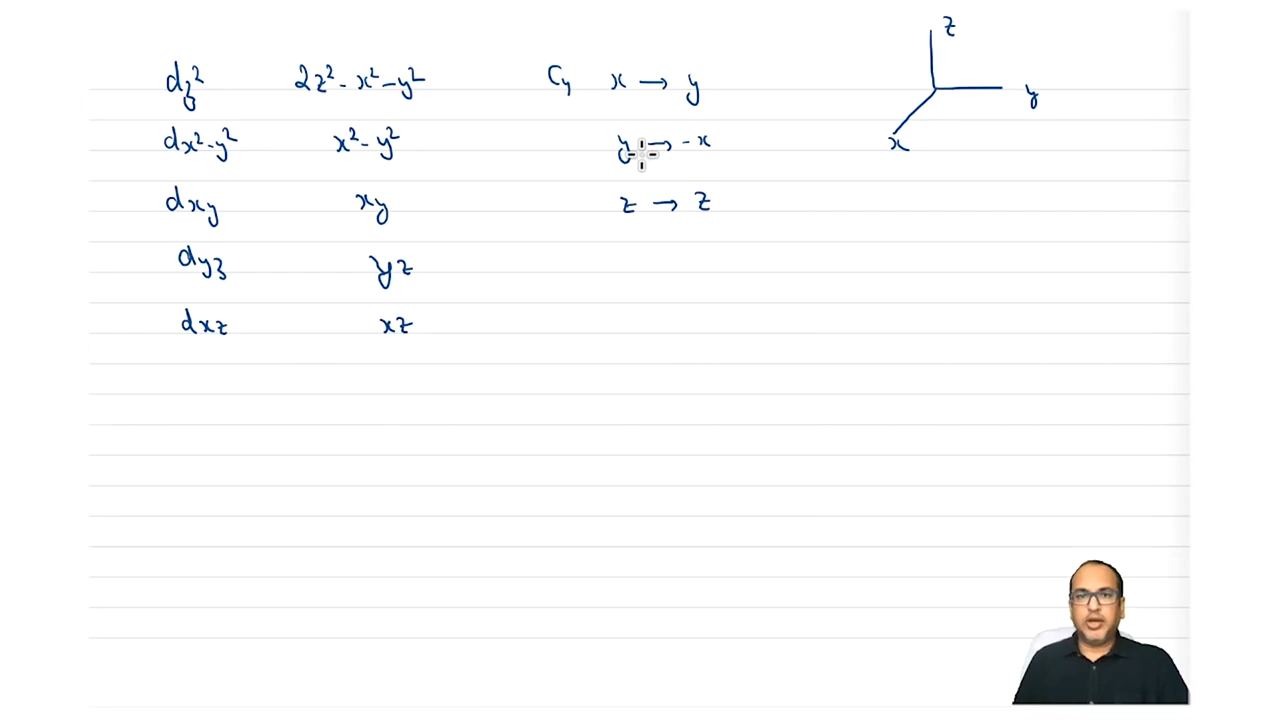 z
dz² 2z² - x² - y² C₄ x → y y
dx²-y² x² - y² y → -x x
dxy xy z → z
dyz yz
dxz xz